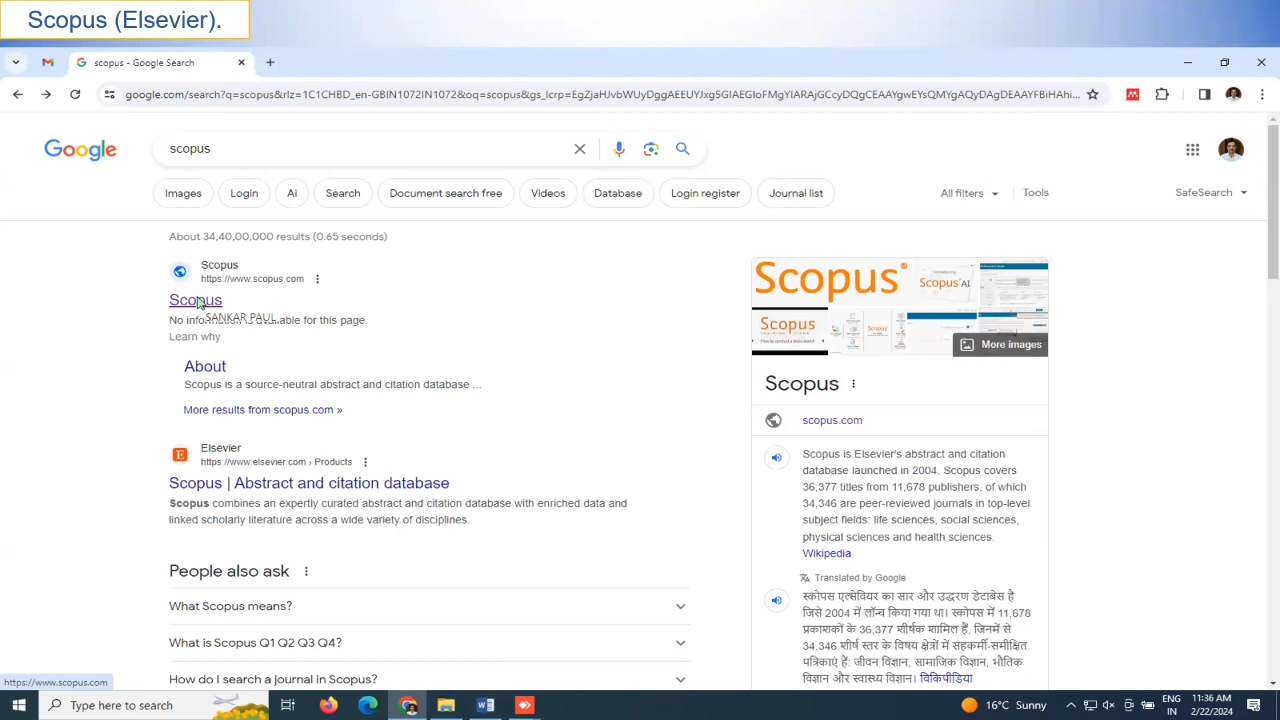 Scopus (Elsevier).
scopus - Google Search
google.com/search?q=scopus&rlz=1C1CHBD_en-GBIN1072IN1072&oq=scopus&gs_lcrp=EgZjaHJvbWUyDggAEEUYJxg5GIAEGIoFMgYIARAjGCcyDQgCEAAYgwEYsQMYgAQyDAgDEAAYFBiHAhi...
Google
scopus
Images
Login
Ai
Search
Document search free
Videos
Database
Login register
Journal list
All filters
Tools
SafeSearch
About 34,40,00,000 results (0.65 seconds)
Scopus
https://www.scopus.com
Scopus
SANKAR PAUL
No information is available for this page.
Learn why
About
Scopus is a source-neutral abstract and citation database ...
More results from scopus.com »
Elsevier
https://www.elsevier.com › Products
Scopus | Abstract and citation database
Scopus combines an expertly curated abstract and citation database with enriched data and
linked scholarly literature across a wide variety of disciplines.
People also ask
What Scopus means?
What is Scopus Q1 Q2 Q3 Q4?
How do I search a journal in Scopus?
Scopus®
Scopus AI
Scopus
Scopus
More images
Scopus
scopus.com
Scopus is Elsevier's abstract and citation
database launched in 2004. Scopus covers
36,377 titles from 11,678 publishers, of which
34,346 are peer-reviewed journals in top-level
subject fields: life sciences, social sciences,
physical sciences and health sciences.
Wikipedia
Translated by Google
स्कोपस एल्सेवियर का सार और उद्धरण डेटाबेस है
जिसे 2004 में लॉन्च किया गया था। स्कोपस में 11,678
प्रकाशकों के 36,377 शीर्षक शामिल हैं, जिनमें से
34,346 शीर्ष स्तर के विषय क्षेत्रों में सहकर्मी-समीक्षित
पत्रिकाएं हैं: जीवन विज्ञान, सामाजिक विज्ञान, भौतिक
विज्ञान और स्वास्थ्य विज्ञान। विकिपीडिया
https://www.scopus.com
Type here to search
16°C Sunny
ENG
IN
11:36 AM
2/22/2024